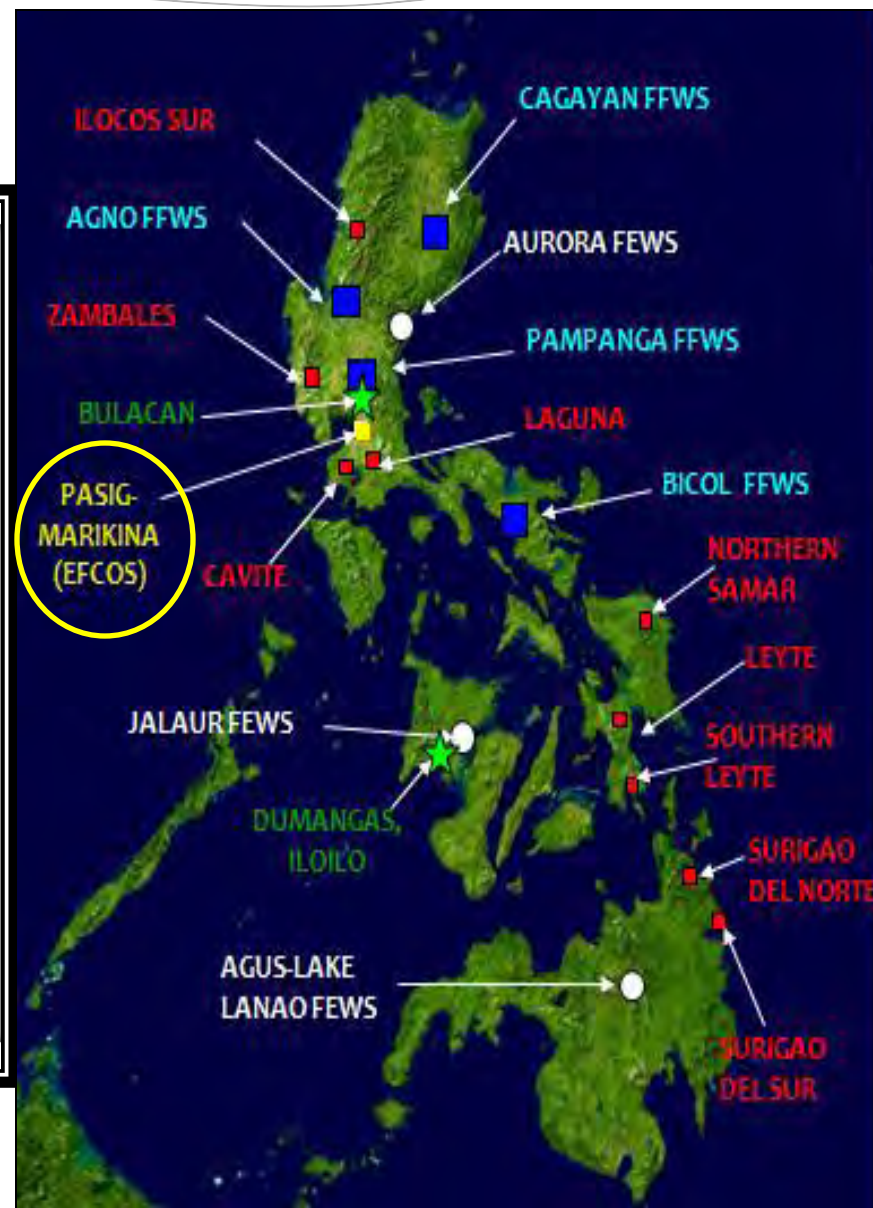 CAGAYAN FFWS
ILOCOS SUR
AGNO FFWS
AURORA FEWS
ZAMBALES
PAMPANGA FFWS
BULACAN
LAGUNA
PASIG-
MARIKINA
(EFCOS)
BICOL FFWS
CAVITE
NORTHERN
SAMAR
LEYTE
JALAUR FEWS
SOUTHERN
LEYTE
DUMANGAS,
ILOILO
SURIGAO
DEL NORTE
AGUS-LAKE
LANAO FEWS
SURIGAO
DEL SUR